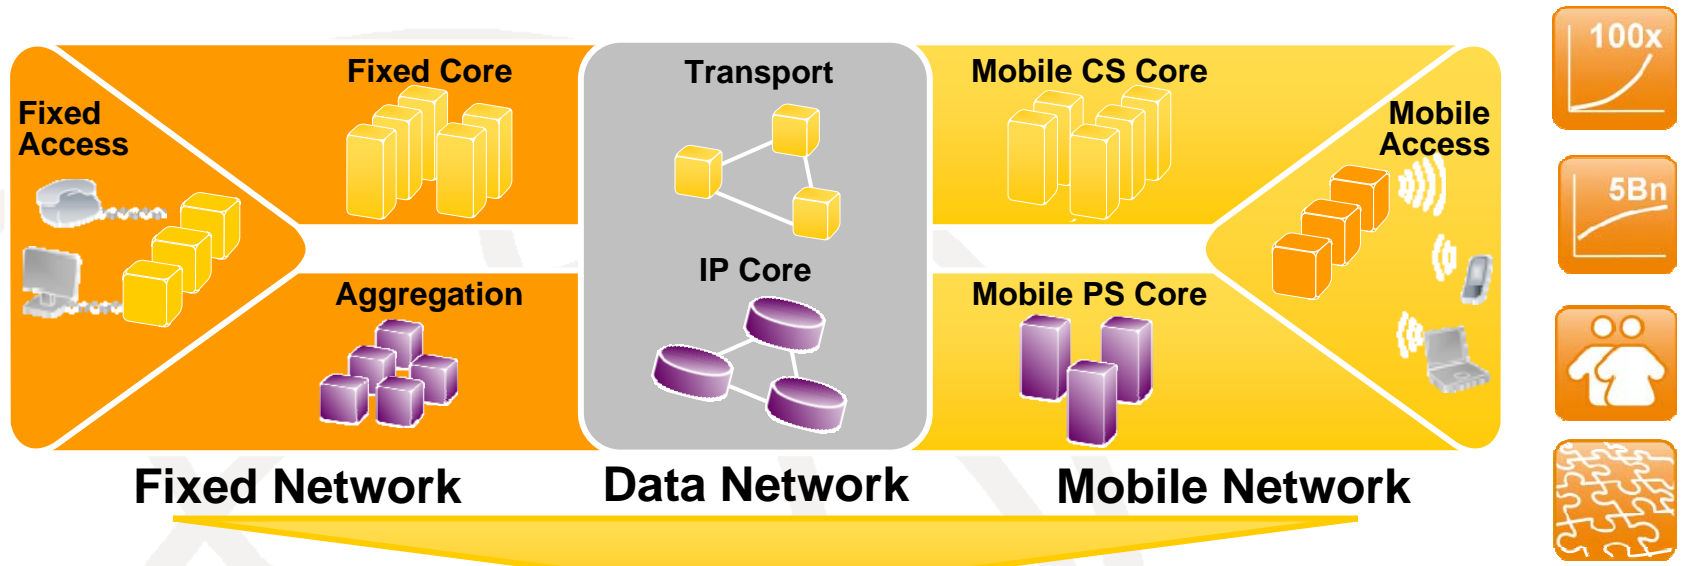 Fixed Core
Transport
Mobile CS Core
Fixed
Access
Mobile
Access
IP Core
Aggregation
Mobile PS Core
Fixed Network
Data Network
Mobile Network
100x
5Bn